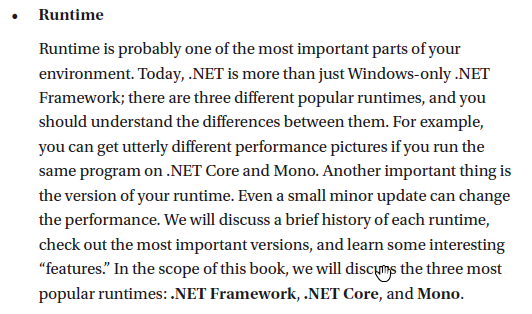 • Runtime
Runtime is probably one of the most important parts of your
environment. Today, .NET is more than just Windows-only .NET
Framework; there are three different popular runtimes, and you
should understand the differences between them. For example,
you can get utterly different performance pictures if you run the
same program on .NET Core and Mono. Another important thing is
the version of your runtime. Even a small minor update can change
the performance. We will discuss a brief history of each runtime,
check out the most important versions, and learn some interesting
“features.” In the scope of this book, we will discuss the three most
popular runtimes: .NET Framework, .NET Core, and Mono.